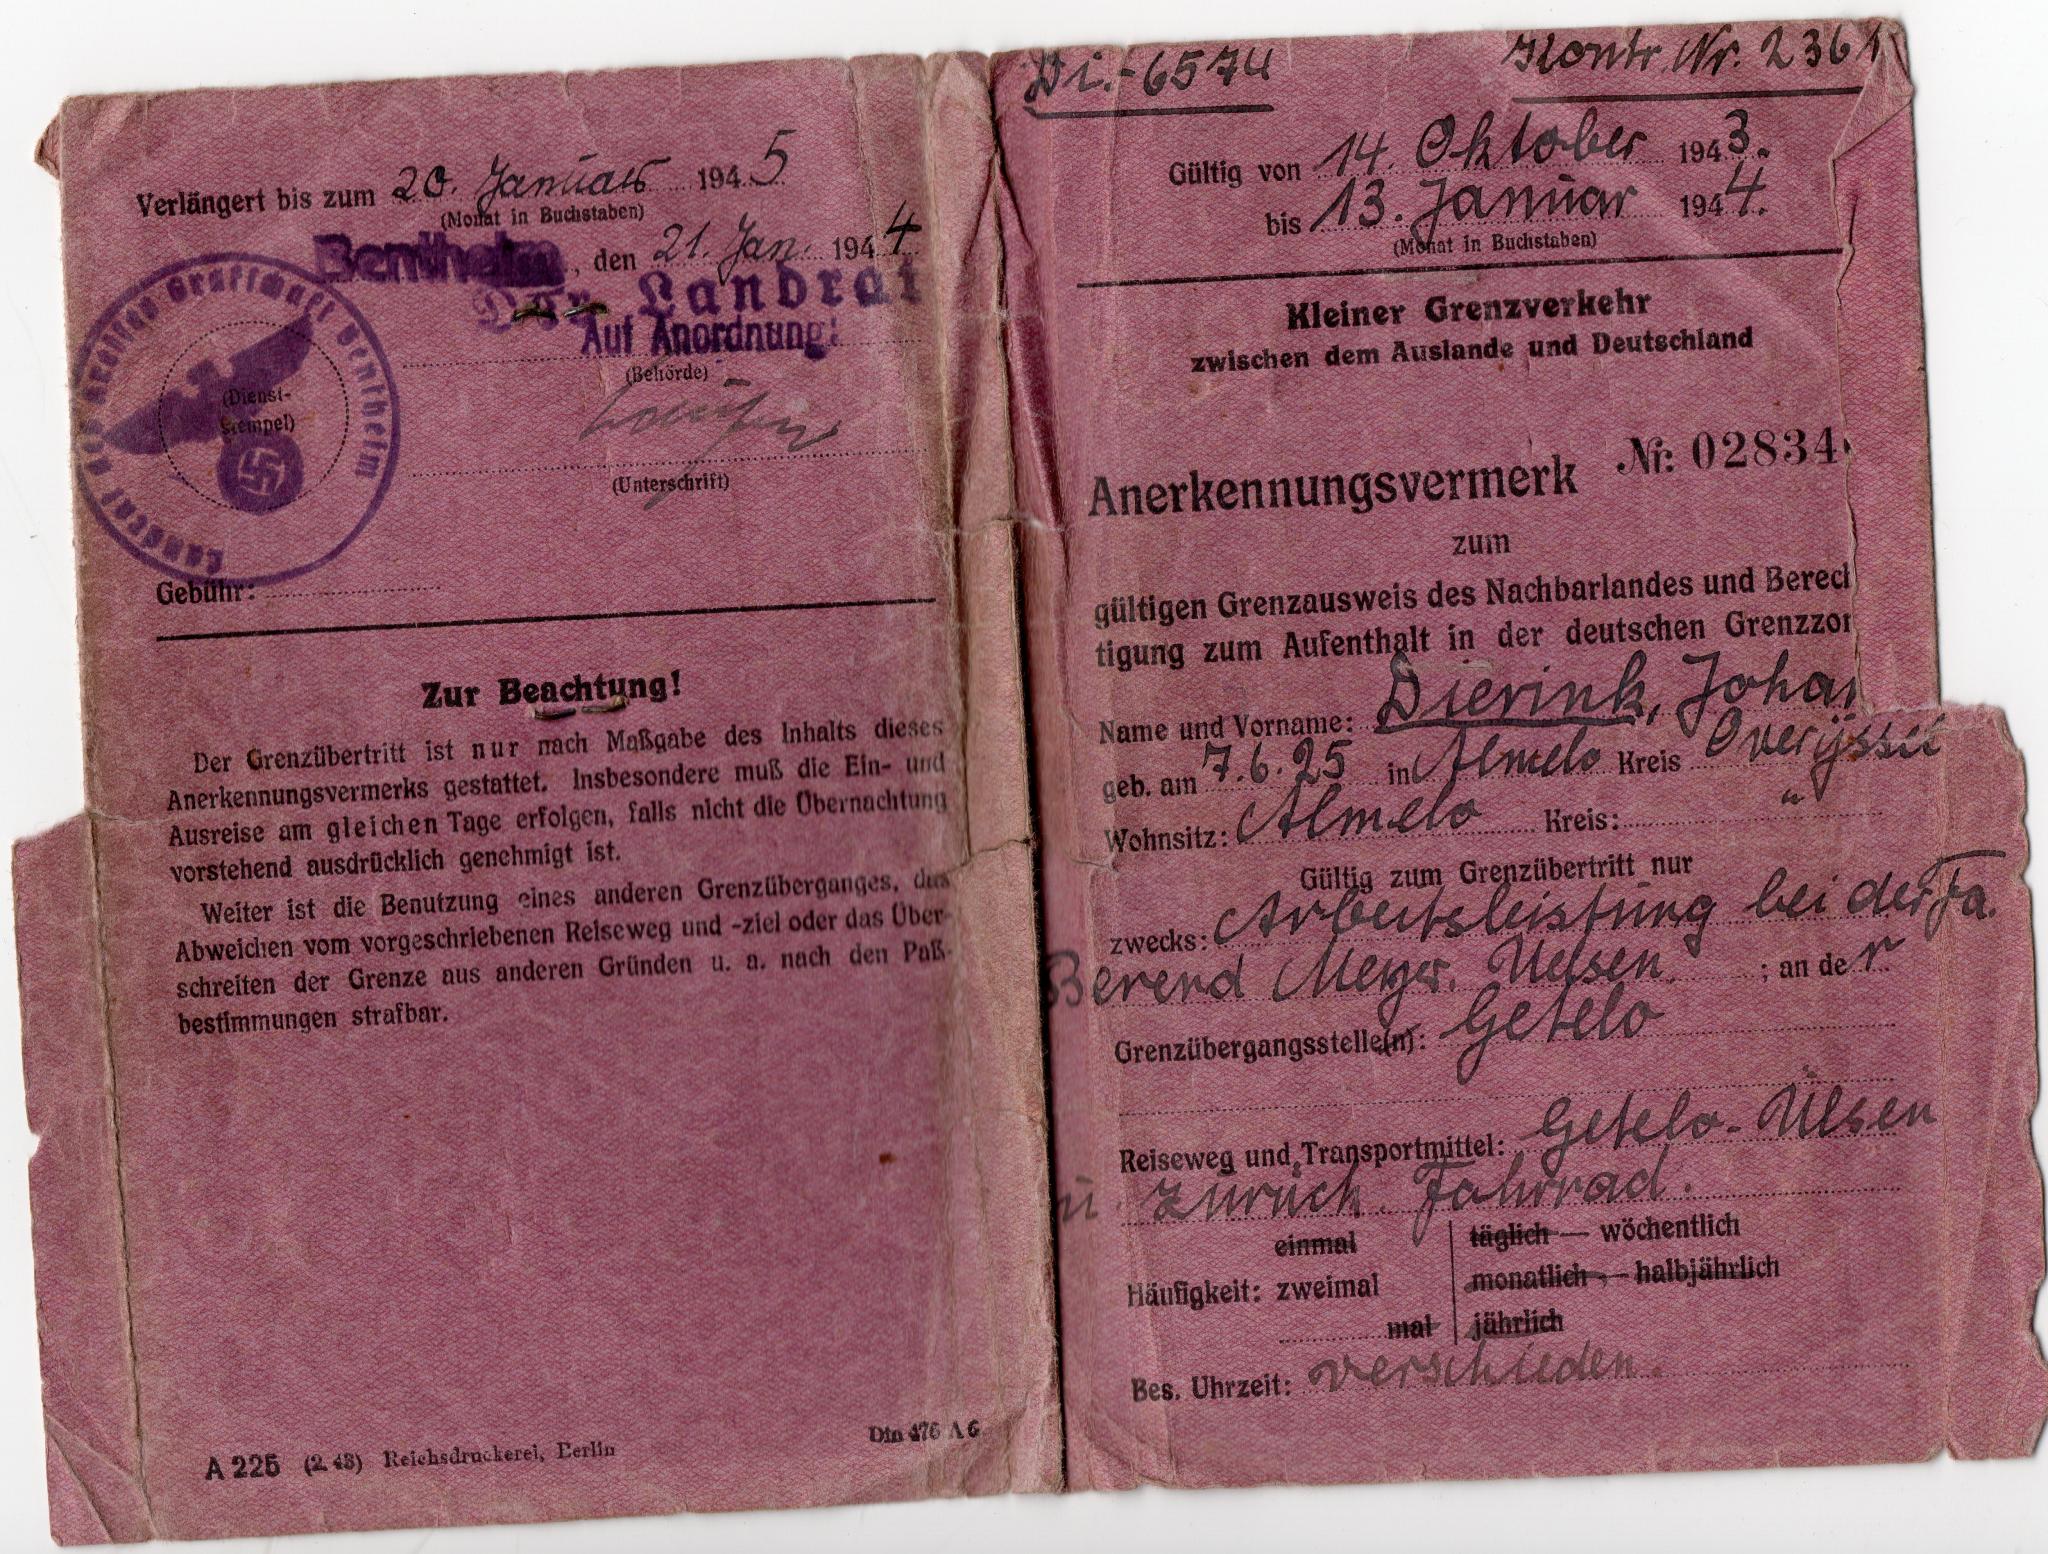 Verlängert bis zum 20. Januar 1945
(Monat in Buchstaben)
Bentheim, den 21. Jan. 1944
Der Landrat
Auf Anordnung!
(Behörde)
(Dienst-
stempel)
Landrat des Kreises Grafschaft Bentheim
(Unterschrift)
Gebühr:
Zur Beachtung!
Der Grenzübertritt ist nur nach Maßgabe des Inhalts dieses
Anerkennungsvermerks gestattet. Insbesondere muß die Ein- und
Ausreise am gleichen Tage erfolgen, falls nicht die Übernachtung
vorstehend ausdrücklich genehmigt ist.
Weiter ist die Benutzung eines anderen Grenzüberganges, das
Abweichen vom vorgeschriebenen Reiseweg und -ziel oder das Über-
schreiten der Grenze aus anderen Gründen u. a. nach den Paß-
bestimmungen strafbar.
A 225 (2. 43) Reichsdruckerei, Berlin
Din 476 A 6
Di.-6574 Kontr. Nr. 2361
Gültig von 14. Oktober 1943.
bis 13. Januar 1944.
(Monat in Buchstaben)
Kleiner Grenzverkehr
zwischen dem Auslande und Deutschland
Anerkennungsvermerk Nr. 02834
zum
gültigen Grenzausweis des Nachbarlandes und Berech
tigung zum Aufenthalt in der deutschen Grenzzon
Name und Vorname: Dierink, Johan
geb. am 7.6.25 in Almelo Kreis Overijssel
Wohnsitz: Almelo Kreis: "
Gültig zum Grenzübertritt nur
zwecks: Arbeitsleistung bei der Fa.
Berend Meyer. Uelsen. ; an der
Grenzübergangsstelle(n): Getelo
Reiseweg und Transportmittel: Getelo-Ülsen
u. zurück. Fahrrad.
einmal täglich — wöchentlich
Häufigkeit: zweimal monatlich — halbjährlich
mal jährlich
Bes. Uhrzeit: verschieden.